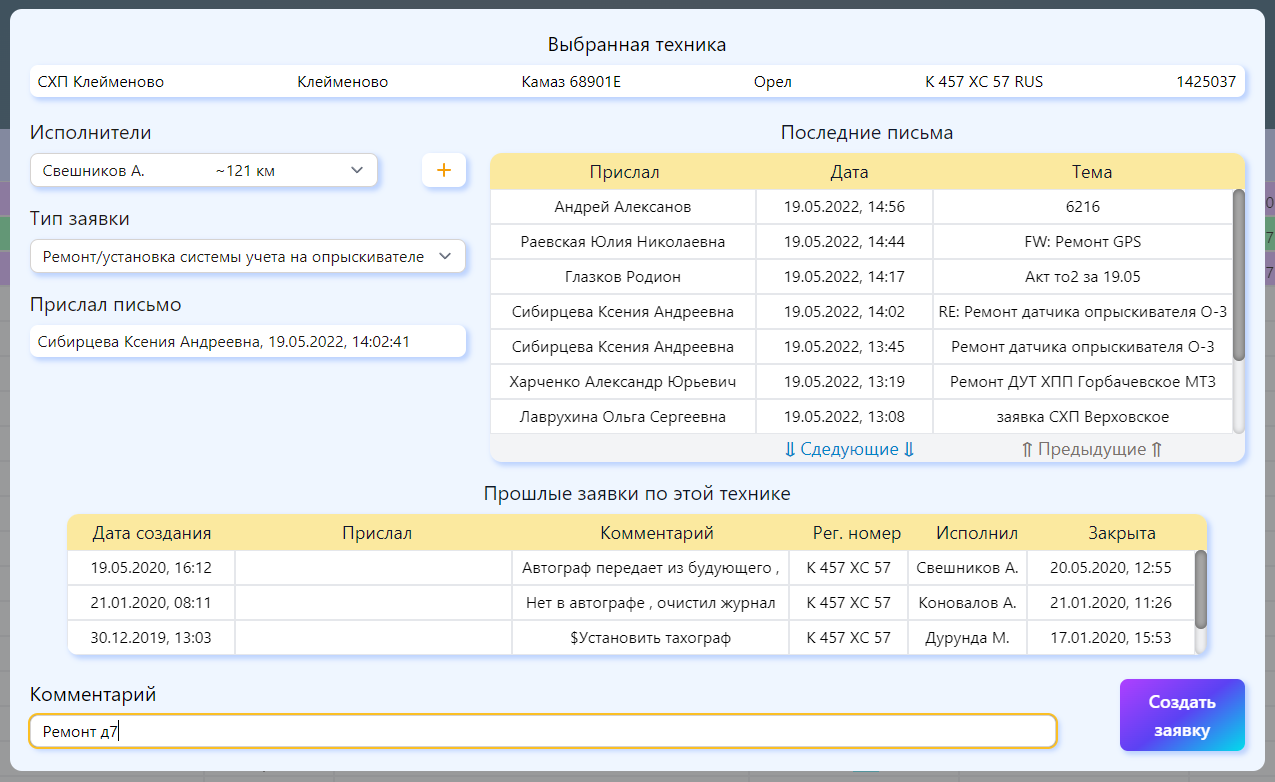 Выбранная техника
СХП Клейменово Клейменово Камаз 68901Е Орел К 457 ХС 57 RUS 1425037
Исполнители
Свешников А. ~121 км
+
Тип заявки
Ремонт/установка системы учета на опрыскивателе
Прислал письмо
Сибирцева Ксения Андреевна, 19.05.2022, 14:02:41
Последние письма
Прислал Дата Тема
Андрей Алексанов 19.05.2022, 14:56 6216
Раевская Юлия Николаевна 19.05.2022, 14:44 FW: Ремонт GPS
Глазков Родион 19.05.2022, 14:17 Акт то2 за 19.05
Сибирцева Ксения Андреевна 19.05.2022, 14:02 RE: Ремонт датчика опрыскивателя О-3
Сибирцева Ксения Андреевна 19.05.2022, 13:45 Ремонт датчика опрыскивателя О-3
Харченко Александр Юрьевич 19.05.2022, 13:19 Ремонт ДУТ ХПП Горбачевское МТЗ
Лаврухина Ольга Сергеевна 19.05.2022, 13:08 заявка СХП Верховское
⇓ Сдедующие ⇓ ⇑ Предыдущие ⇑
Прошлые заявки по этой технике
Дата создания Прислал Комментарий Рег. номер Исполнил Закрыта
19.05.2020, 16:12 Автограф передает из будующего , К 457 ХС 57 Свешников А. 20.05.2020, 12:55
21.01.2020, 08:11 Нет в автографе , очистил журнал К 457 ХС 57 Коновалов А. 21.01.2020, 11:26
30.12.2019, 13:03 $Установить тахограф К 457 ХС 57 Дурунда М. 17.01.2020, 15:53
Комментарий
Ремонт д7
Создать
заявку